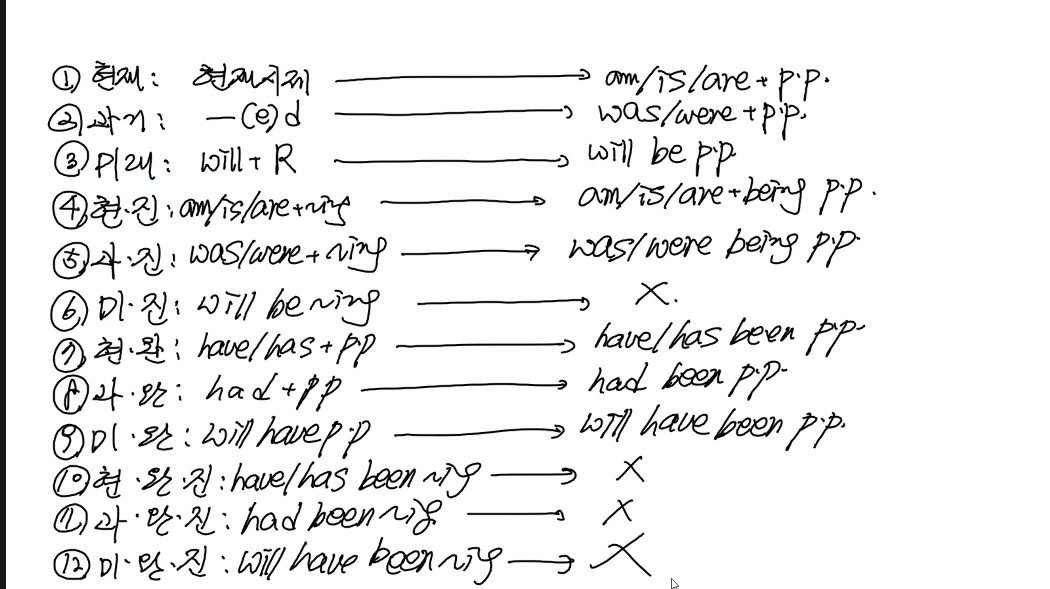 ① 현재: 현재시제 → am/is/are + p.p.
② 과거: —(e)d → was/were + p.p.
③ 미래: will + R → will be p.p.
④ 현·진: am/is/are + ~ing → am/is/are + being p.p.
⑤ 과·진: was/were + ~ing → was/were being p.p.
⑥ 미·진: will be ~ing → X.
⑦ 현·완: have/has + p.p → have/has been p.p.
⑧ 과·완: had + p.p → had been p.p.
⑨ 미·완: will have p.p → will have been p.p.
⑩ 현·완·진: have/has been ~ing → X
⑪ 과·완·진: had been ~ing → X
⑫ 미·완·진: will have been ~ing → X